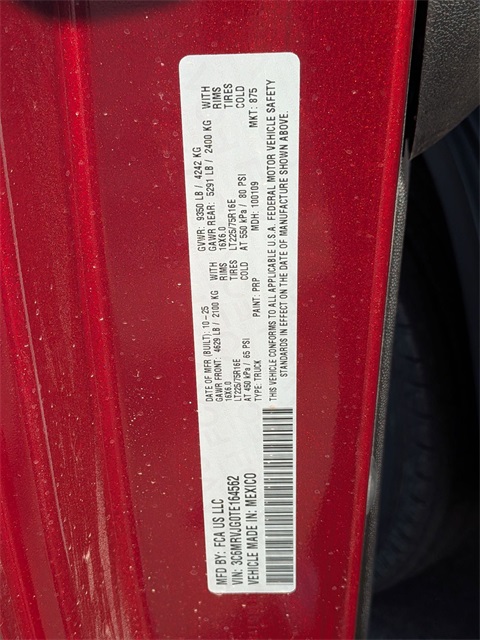 MFD BY: FCA US LLC
VIN: 3C6MRVJG0TE164562
VEHICLE MADE IN: MEXICO
DATE OF MFR (BUILT): 10-25 GVWR: 9350 LB / 4242 KG
GAWR FRONT: 4629 LB / 2100 KG WITH GAWR REAR: 5291 LB / 2400 KG WITH
16X6.0 RIMS 16X6.0 RIMS
LT225/75R16E TIRES LT225/75R16E TIRES
AT 450 kPa / 65 PSI COLD AT 550 kPa / 80 PSI COLD
TYPE: TRUCK PAINT: PRP MDH: 100109 MKT: 875
THIS VEHICLE CONFORMS TO ALL APPLICABLE U.S.A. FEDERAL MOTOR VEHICLE SAFETY
STANDARDS IN EFFECT ON THE DATE OF MANUFACTURE SHOWN ABOVE.